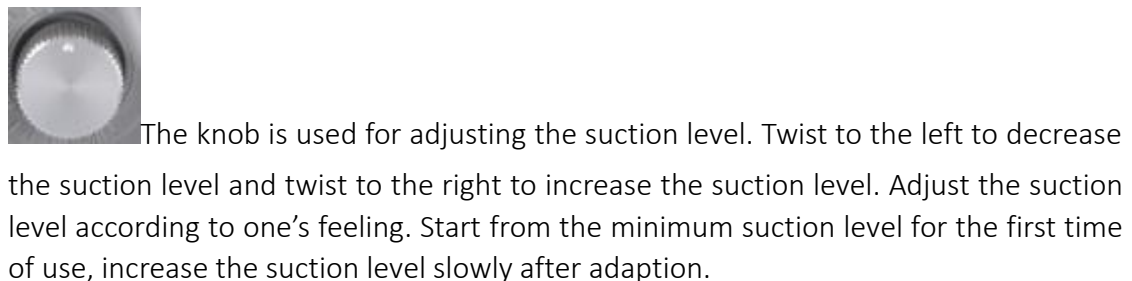 The knob is used for adjusting the suction level. Twist to the left to decrease
the suction level and twist to the right to increase the suction level. Adjust the suction
level according to one’s feeling. Start from the minimum suction level for the first time
of use, increase the suction level slowly after adaption.